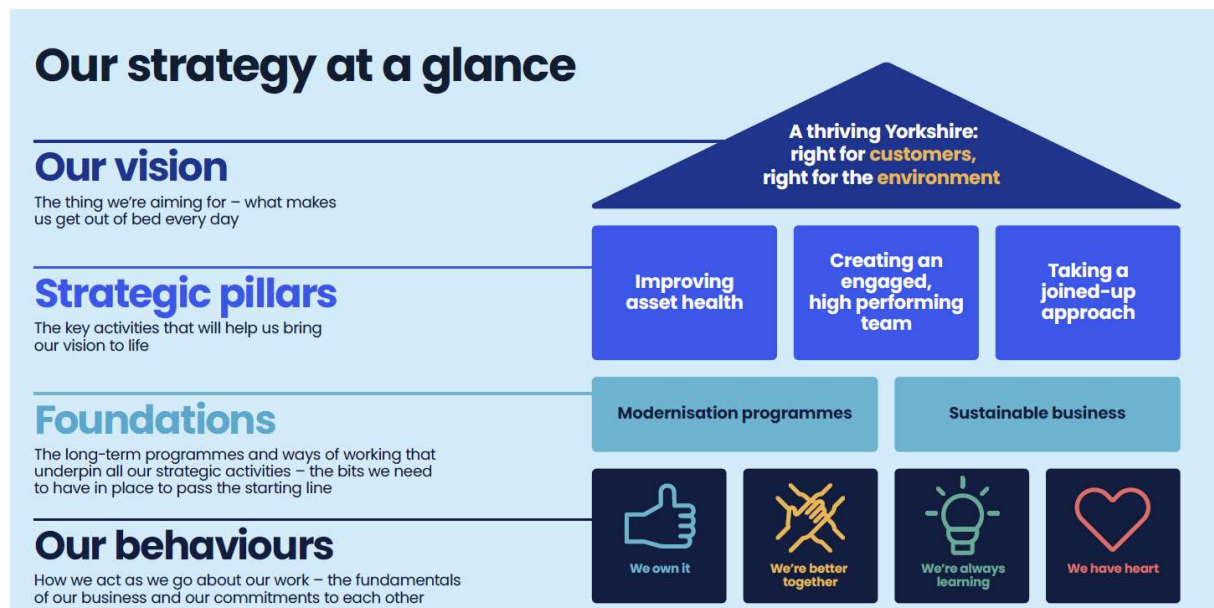 Our strategy at a glance
Our vision
The thing we're aiming for – what makes
us get out of bed every day
A thriving Yorkshire:
right for customers,
right for the environment
Strategic pillars
The key activities that will help us bring
our vision to life
Improving
asset health
Creating an
engaged,
high performing
team
Taking a
joined-up
approach
Foundations
The long-term programmes and ways of working that
underpin all our strategic activities – the bits we need
to have in place to pass the starting line
Modernisation programmes
Sustainable business
Our behaviours
How we act as we go about our work – the fundamentals
of our business and our commitments to each other
We own it
We're better
together
We're always
learning
We have heart